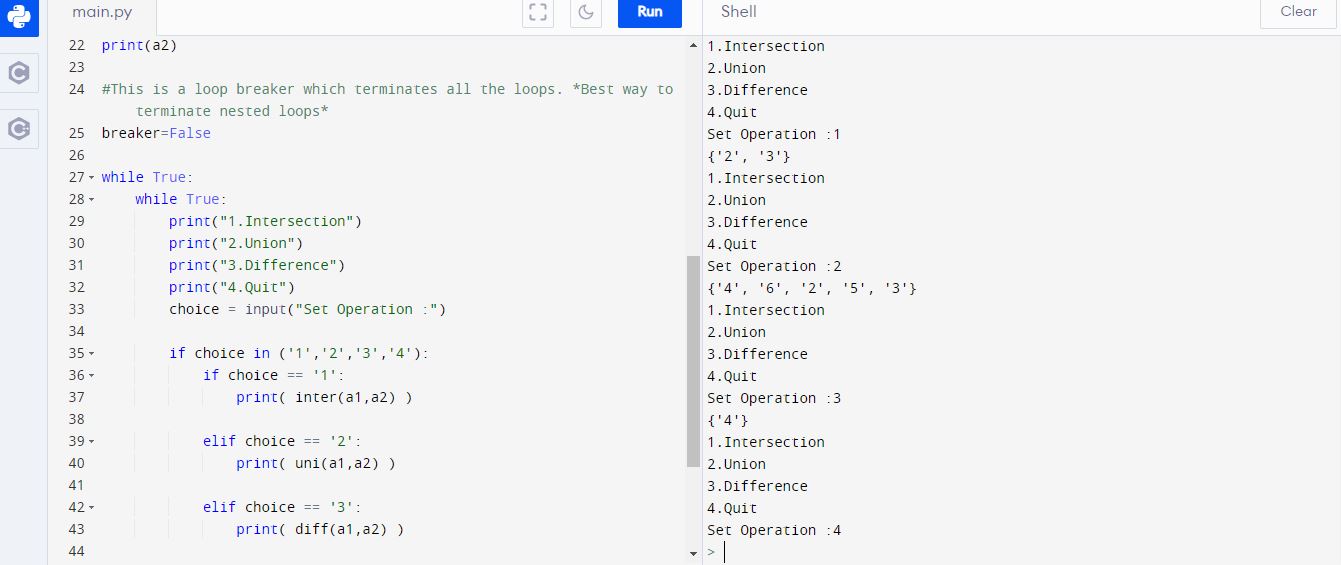 main.py
Run
22 print(a2)
23
24 #This is a loop breaker which terminates all the loops. *Best way to
terminate nested loops*
25 breaker=False
26
27 while True:
28 while True:
29 print("1.Intersection")
30 print("2.Union")
31 print("3.Difference")
32 print("4.Quit")
33 choice = input("Set Operation :")
34
35 if choice in ('1','2','3','4'):
36 if choice == '1':
37 print( inter(a1,a2) )
38
39 elif choice == '2':
40 print( uni(a1,a2) )
41
42 elif choice == '3':
43 print( diff(a1,a2) )
44
Shell
Clear
1.Intersection
2.Union
3.Difference
4.Quit
Set Operation :1
{'2', '3'}
1.Intersection
2.Union
3.Difference
4.Quit
Set Operation :2
{'4', '6', '2', '5', '3'}
1.Intersection
2.Union
3.Difference
4.Quit
Set Operation :3
{'4'}
1.Intersection
2.Union
3.Difference
4.Quit
Set Operation :4
>